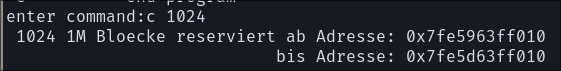 enter command:c 1024
1024 1M Bloecke reserviert ab Adresse: 0x7fe5963ff010
bis Adresse: 0x7fe5d63ff010